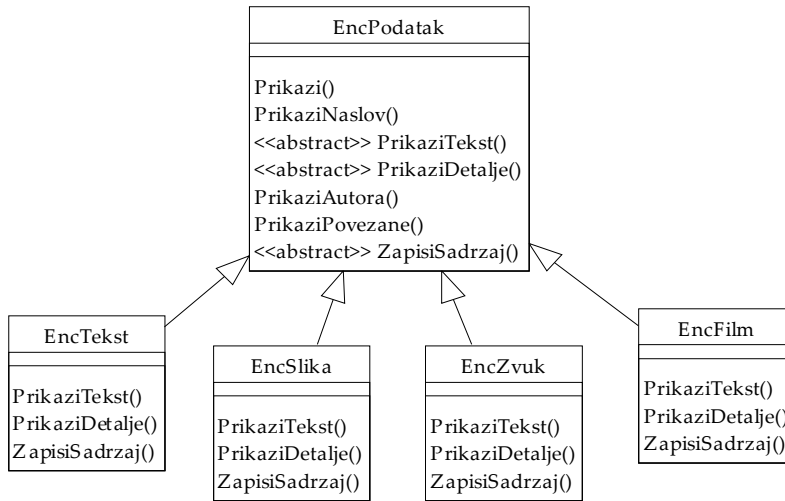 EncPodatak
Prikazi()
PrikaziNaslov()
<<abstract>> PrikaziTekst()
<<abstract>> PrikaziDetalje()
PrikaziAutora()
PrikaziPovezane()
<<abstract>> ZapisiSadrzaj()
EncTekst
PrikaziTekst()
PrikaziDetalje()
ZapisiSadrzaj()
EncSlika
PrikaziTekst()
PrikaziDetalje()
ZapisiSadrzaj()
EncZvuk
PrikaziTekst()
PrikaziDetalje()
ZapisiSadrzaj()
EncFilm
PrikaziTekst()
PrikaziDetalje()
ZapisiSadrzaj()